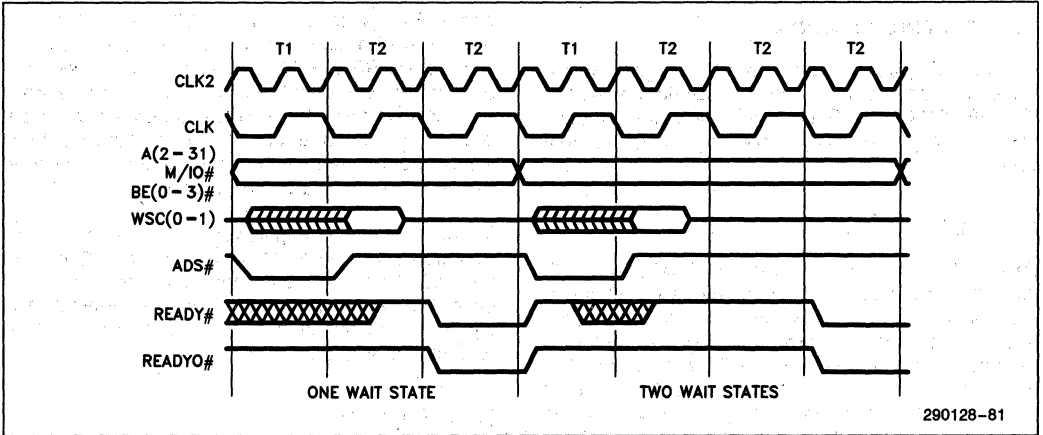 T1 T2 T2 T1 T2 T2 T2
CLK2
CLK
A(2-31)
M/IO#
BE(0-3)#
WSC(0-1)
ADS#
READY#
READYO#
ONE WAIT STATE TWO WAIT STATES
290128-81